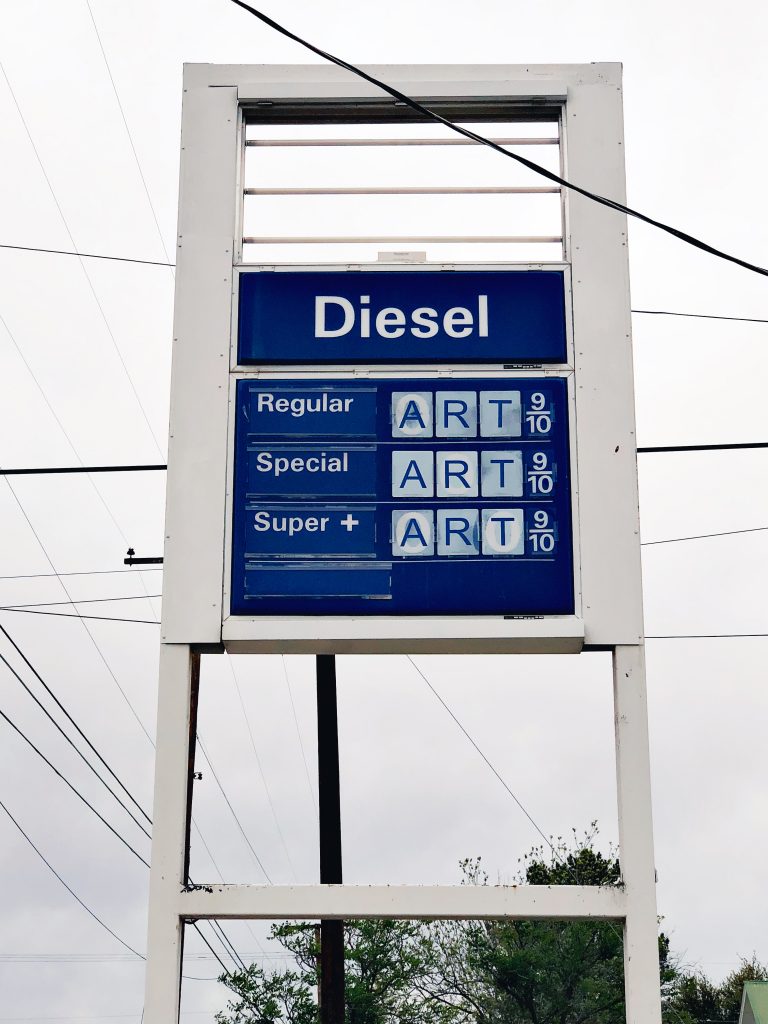 Diesel
Regular ART 9/10
Special ART 9/10
Super + ART 9/10